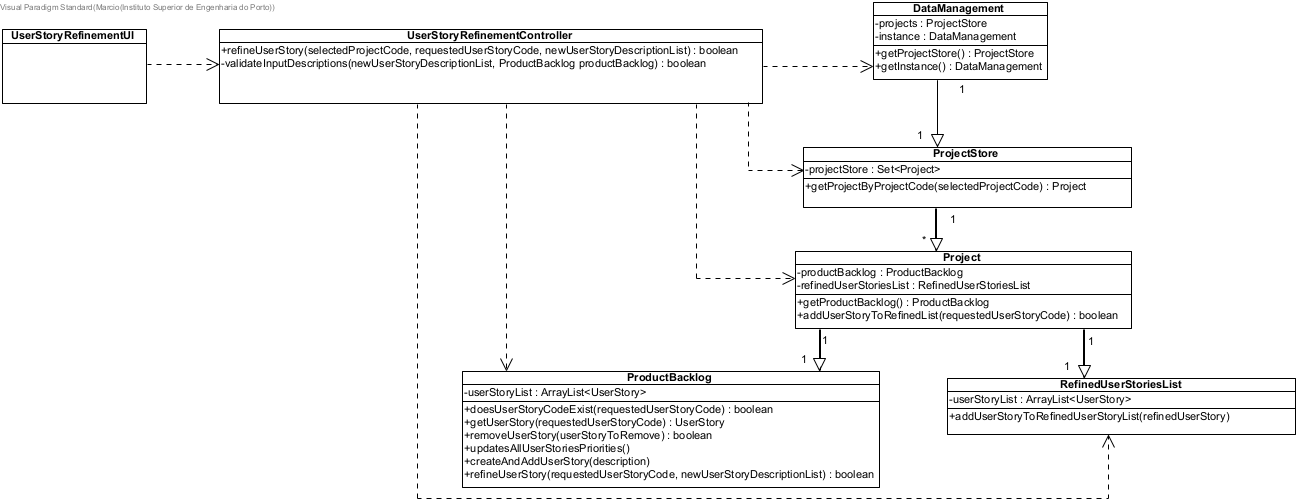 Visual Paradigm Standard(Marcio(Instituto Superior de Engenharia do Porto))
UserStoryRefinementUI
UserStoryRefinementController
+refineUserStory(selectedProjectCode, requestedUserStoryCode, newUserStoryDescriptionList) : boolean
-validateInputDescriptions(newUserStoryDescriptionList, ProductBacklog productBacklog) : boolean
DataManagement
-projects : ProjectStore
-instance : DataManagement
+getProjectStore() : ProjectStore
+getInstance() : DataManagement
1
1
ProjectStore
-projectStore : Set<Project>
+getProjectByProjectCode(selectedProjectCode) : Project
1
*
Project
-productBacklog : ProductBacklog
-refinedUserStoriesList : RefinedUserStoriesList
+getProductBacklog() : ProductBacklog
+addUserStoryToRefinedList(requestedUserStoryCode) : boolean
1
1
1
1
ProductBacklog
-userStoryList : ArrayList<UserStory>
+doesUserStoryCodeExist(requestedUserStoryCode) : boolean
+getUserStory(requestedUserStoryCode) : UserStory
+removeUserStory(userStoryToRemove) : boolean
+updatesAllUserStoriesPriorities()
+createAndAddUserStory(description)
+refineUserStory(requestedUserStoryCode, newUserStoryDescriptionList) : boolean
RefinedUserStoriesList
-userStoryList : ArrayList<UserStory>
+addUserStoryToRefinedUserStoryList(refinedUserStory)